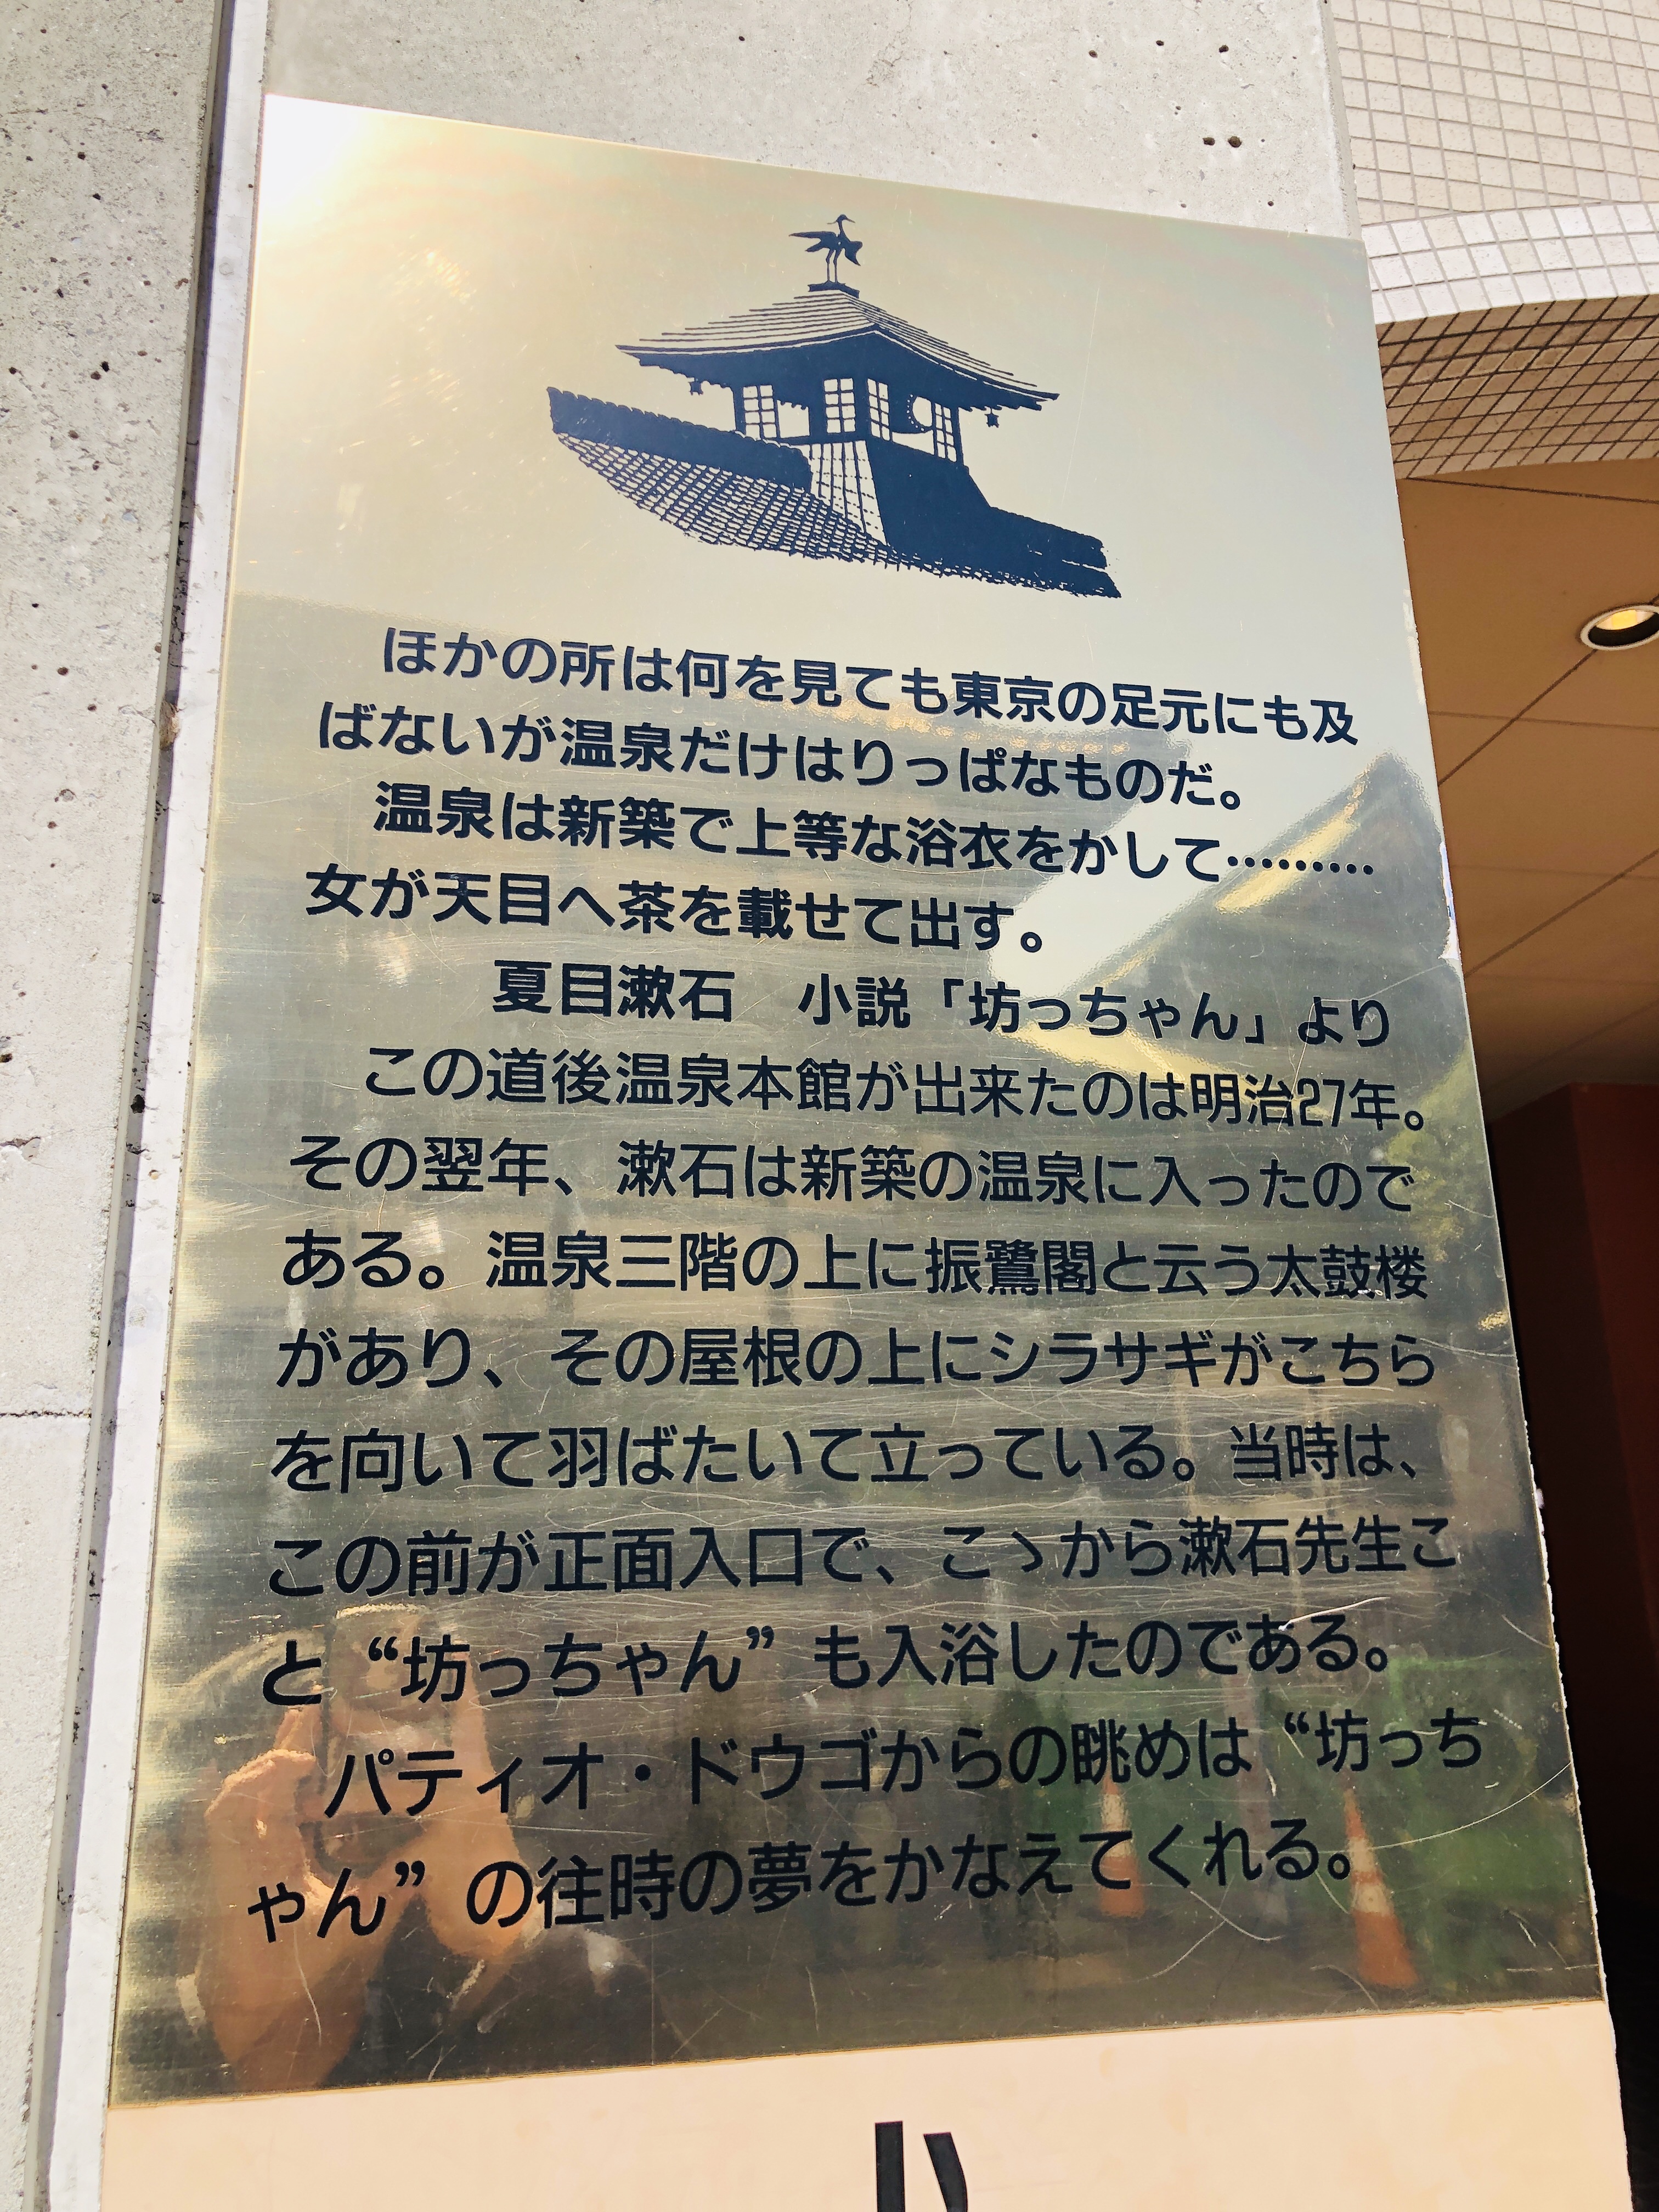 ほかの所は何を見ても東京の足元にも及
ばないが温泉だけはりっぱなものだ。
温泉は新築で上等な浴衣をかして………
女が天目へ茶を載せて出す。
夏目漱石　小説「坊っちゃん」より
この道後温泉本館が出来たのは明治27年。
その翌年、漱石は新築の温泉に入ったので
ある。温泉三階の上に振鷺閣と云う太鼓楼
があり、その屋根の上にシラサギがこちら
を向いて羽ばたいて立っている。当時は、
この前が正面入口で、こゝから漱石先生こ
と“坊っちゃん”も入浴したのである。
パティオ・ドウゴからの眺めは“坊っち
ゃん”の往時の夢をかなえてくれる。